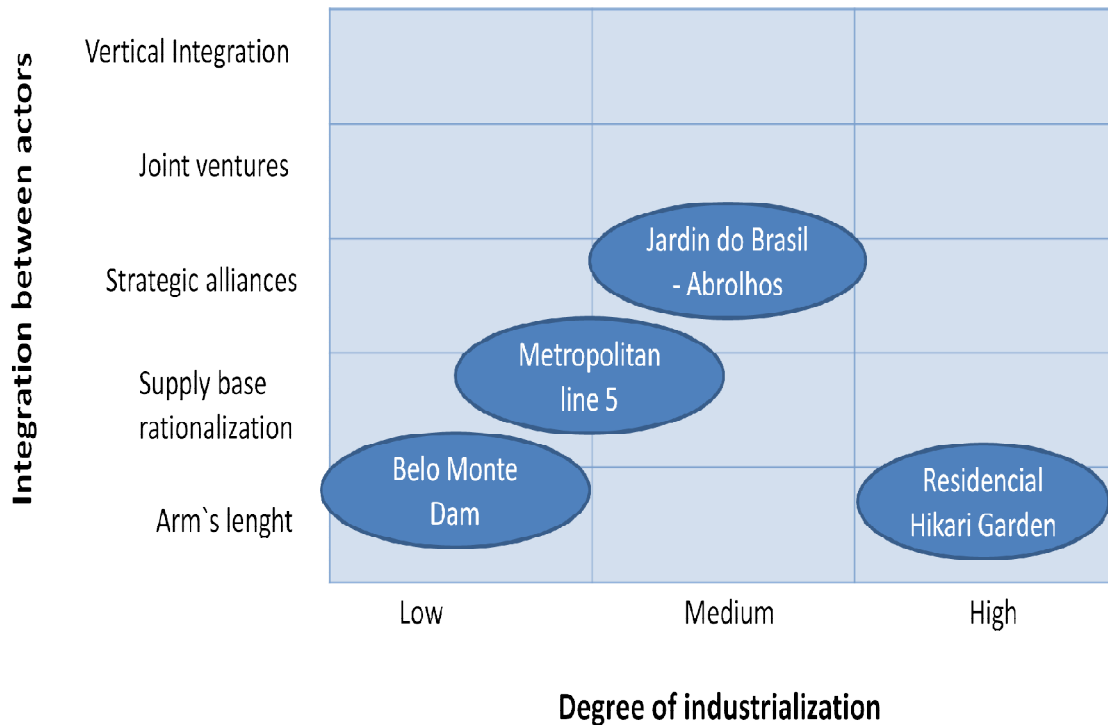 Integration between actors
Vertical Integration
Joint ventures
Strategic alliances
Supply base
rationalization
Arm`s lenght
Jardin do Brasil
- Abrolhos
Metropolitan
line 5
Belo Monte
Dam
Residencial
Hikari Garden
Low
Medium
High
Degree of industrialization